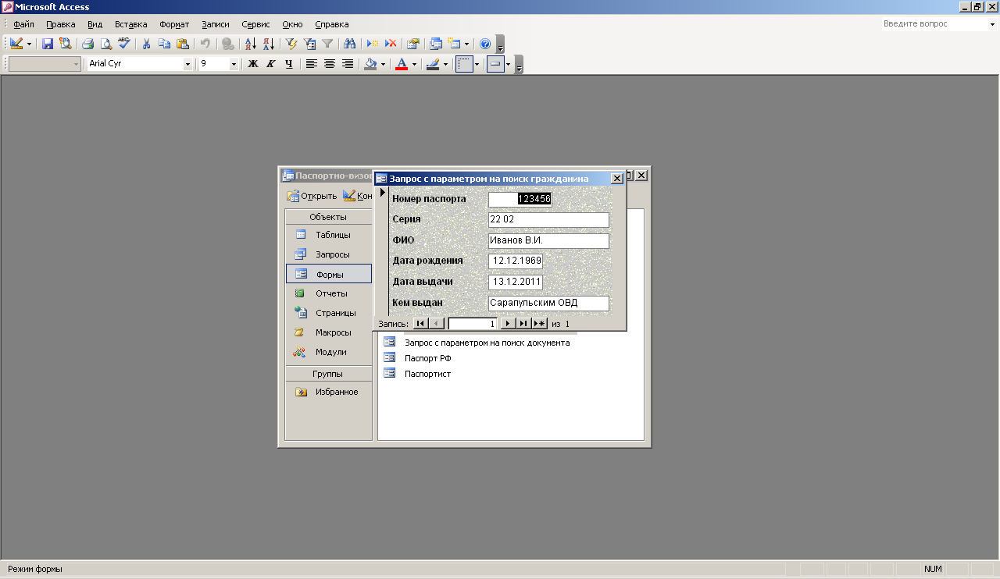 Microsoft Access
Файл Правка Вид Вставка Формат Записи Сервис Окно Справка Введите вопрос
Arial Cyr 9 Ж К Ч
Паспортно-визов
Запрос с параметром на поиск гражданина
Открыть Кон
Номер паспорта 123456
Объекты
Серия 22 02
Таблицы
ФИО Иванов В.И.
Запросы
Дата рождения 12.12.1969
Формы
Дата выдачи 13.12.2011
Отчеты
Кем выдан Сарапульским ОВД
Страницы
Запись: 1 из 1
Макросы
Запрос с параметром на поиск документа
Модули
Паспорт РФ
Группы
Паспортист
Избранное
Режим формы NUM